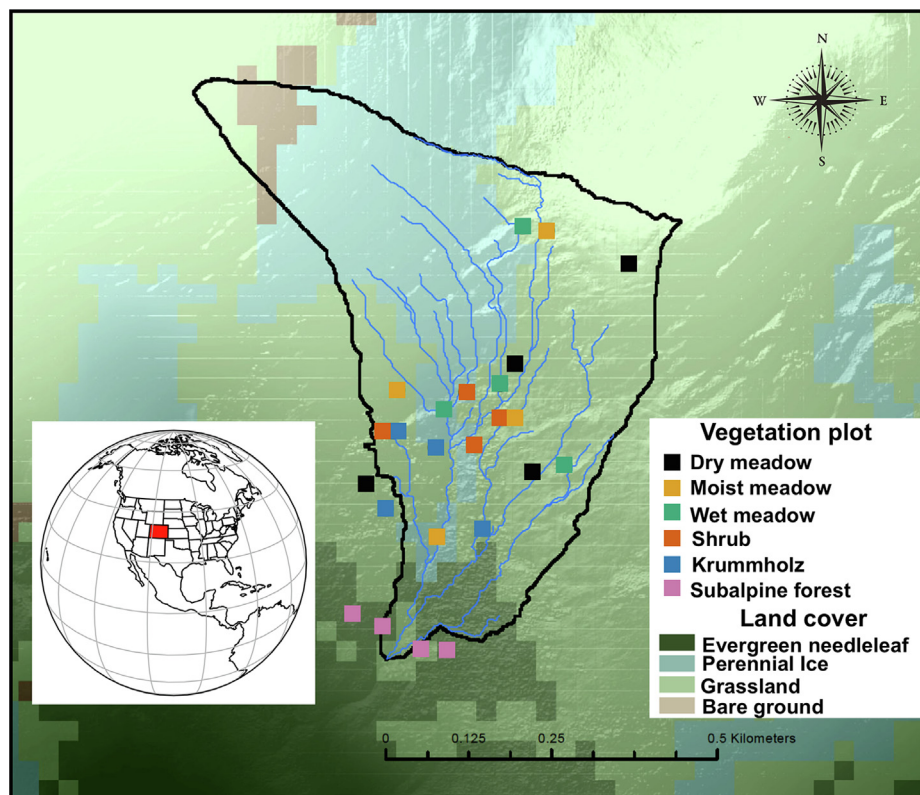 N
W
E
S
Vegetation plot
Dry meadow
Moist meadow
Wet meadow
Shrub
Krummholz
Subalpine forest
Land cover
Evergreen needleleaf
Perennial Ice
Grassland
Bare ground
0 0.125 0.25 0.5 Kilometers